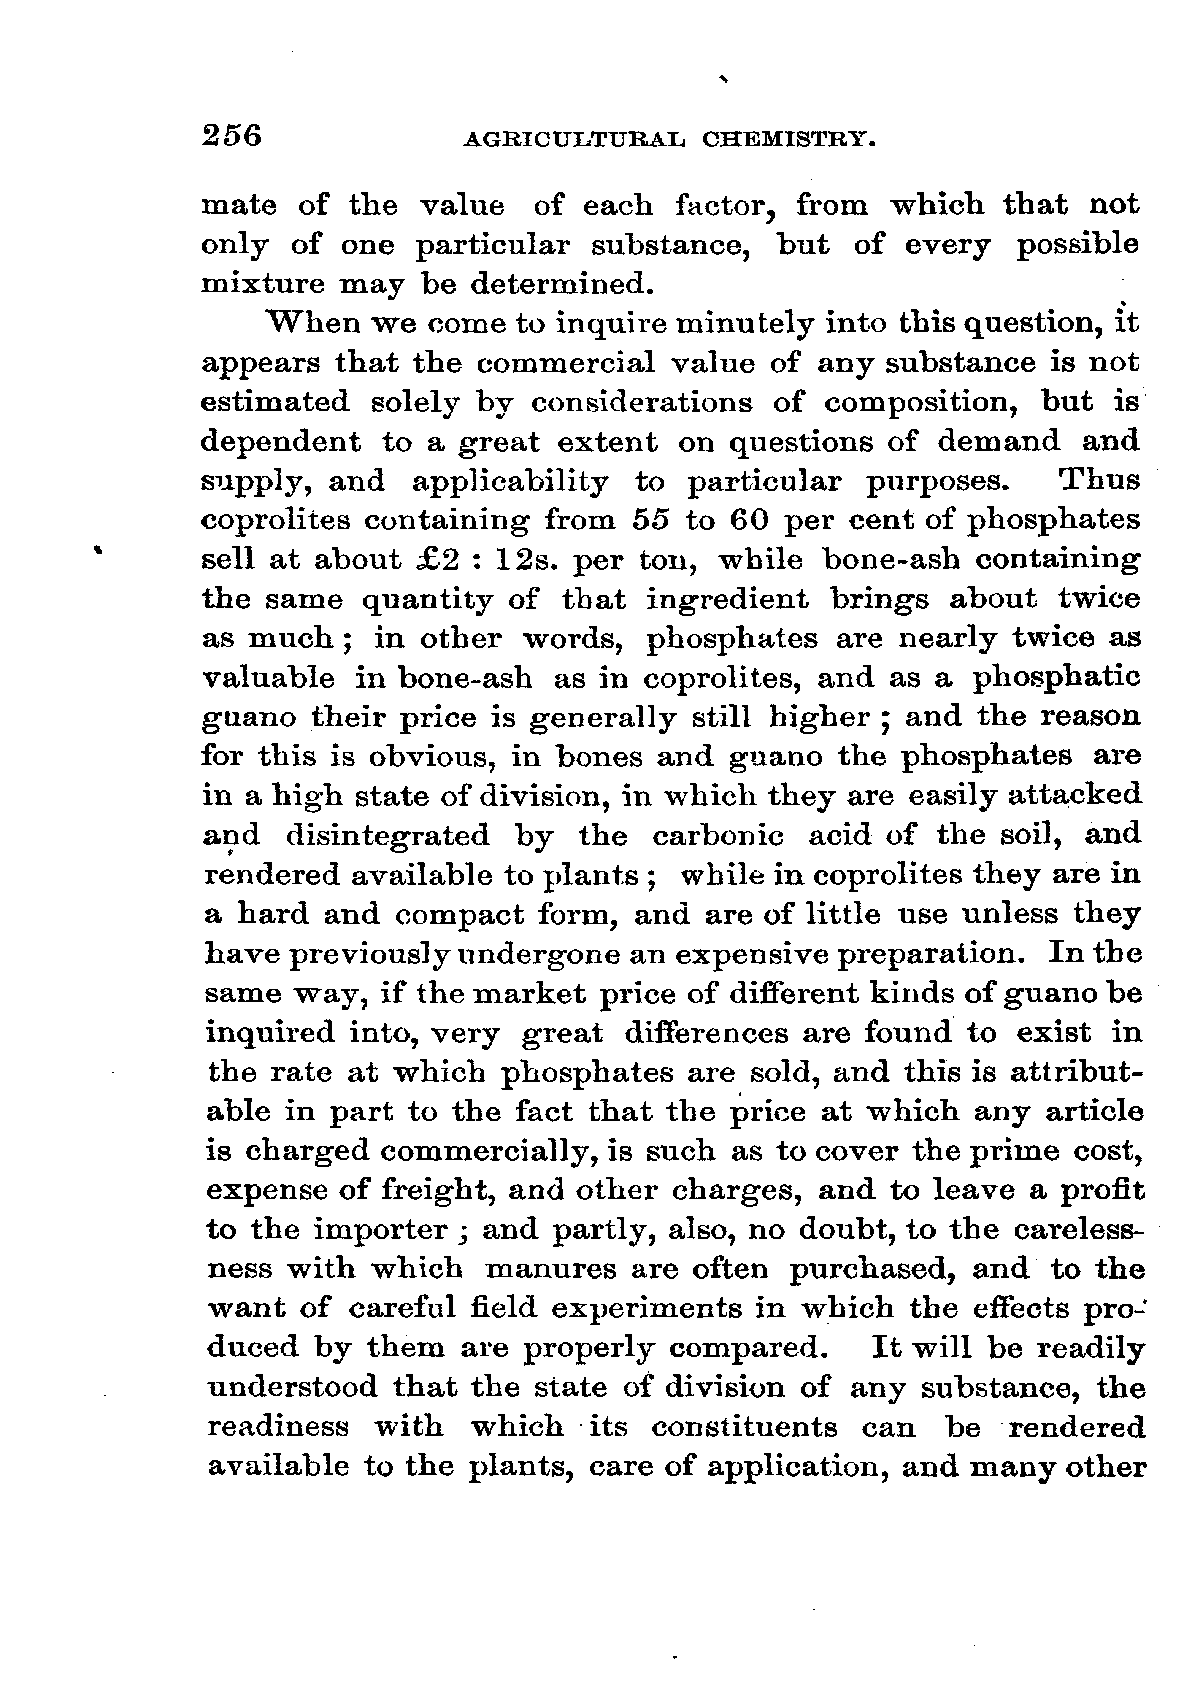 256 AGRICULTURAL CHEMISTRY.
mate of the value of each factor, from which that not
only of one particular substance, but of every possible
mixture may be determined.
When we come to inquire minutely into this question, it
appears that the commercial value of any substance is not
estimated solely by considerations of composition, but is
dependent to a great extent on questions of demand and
supply, and applicability to particular purposes. Thus
coprolites containing from 55 to 60 per cent of phosphates
sell at about £2 : 12s. per ton, while bone-ash containing
the same quantity of that ingredient brings about twice
as much ; in other words, phosphates are nearly twice as
valuable in bone-ash as in coprolites, and as a phosphatic
guano their price is generally still higher ; and the reason
for this is obvious, in bones and guano the phosphates are
in a high state of division, in which they are easily attacked
and disintegrated by the carbonic acid of the soil, and
rendered available to plants ; while in coprolites they are in
a hard and compact form, and are of little use unless they
have previously undergone an expensive preparation. In the
same way, if the market price of different kinds of guano be
inquired into, very great differences are found to exist in
the rate at which phosphates are sold, and this is attribut-
able in part to the fact that the price at which any article
is charged commercially, is such as to cover the prime cost,
expense of freight, and other charges, and to leave a profit
to the importer ; and partly, also, no doubt, to the careless-
ness with which manures are often purchased, and to the
want of careful field experiments in which the effects pro-
duced by them are properly compared. It will be readily
understood that the state of division of any substance, the
readiness with which its constituents can be rendered
available to the plants, care of application, and many other